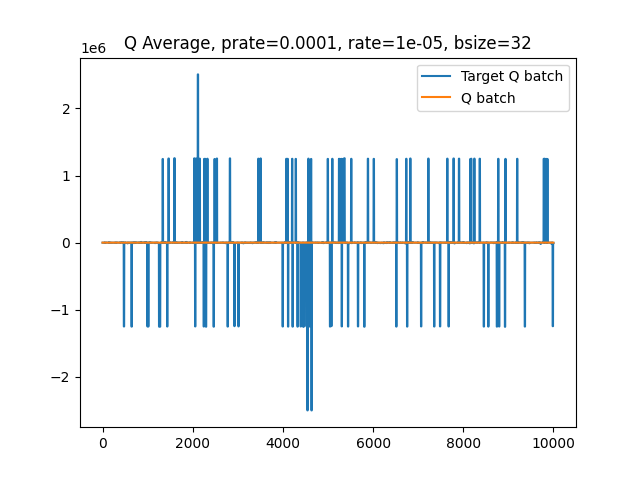 Q Average, prate=0.0001, rate=1e-05, bsize=32
1e6
Target Q batch
Q batch
2
1
0
−1
−2
0 2000 4000 6000 8000 10000